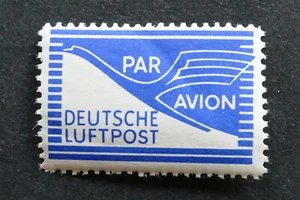 PAR
AVION
DEUTSCHE
LUFTPOST